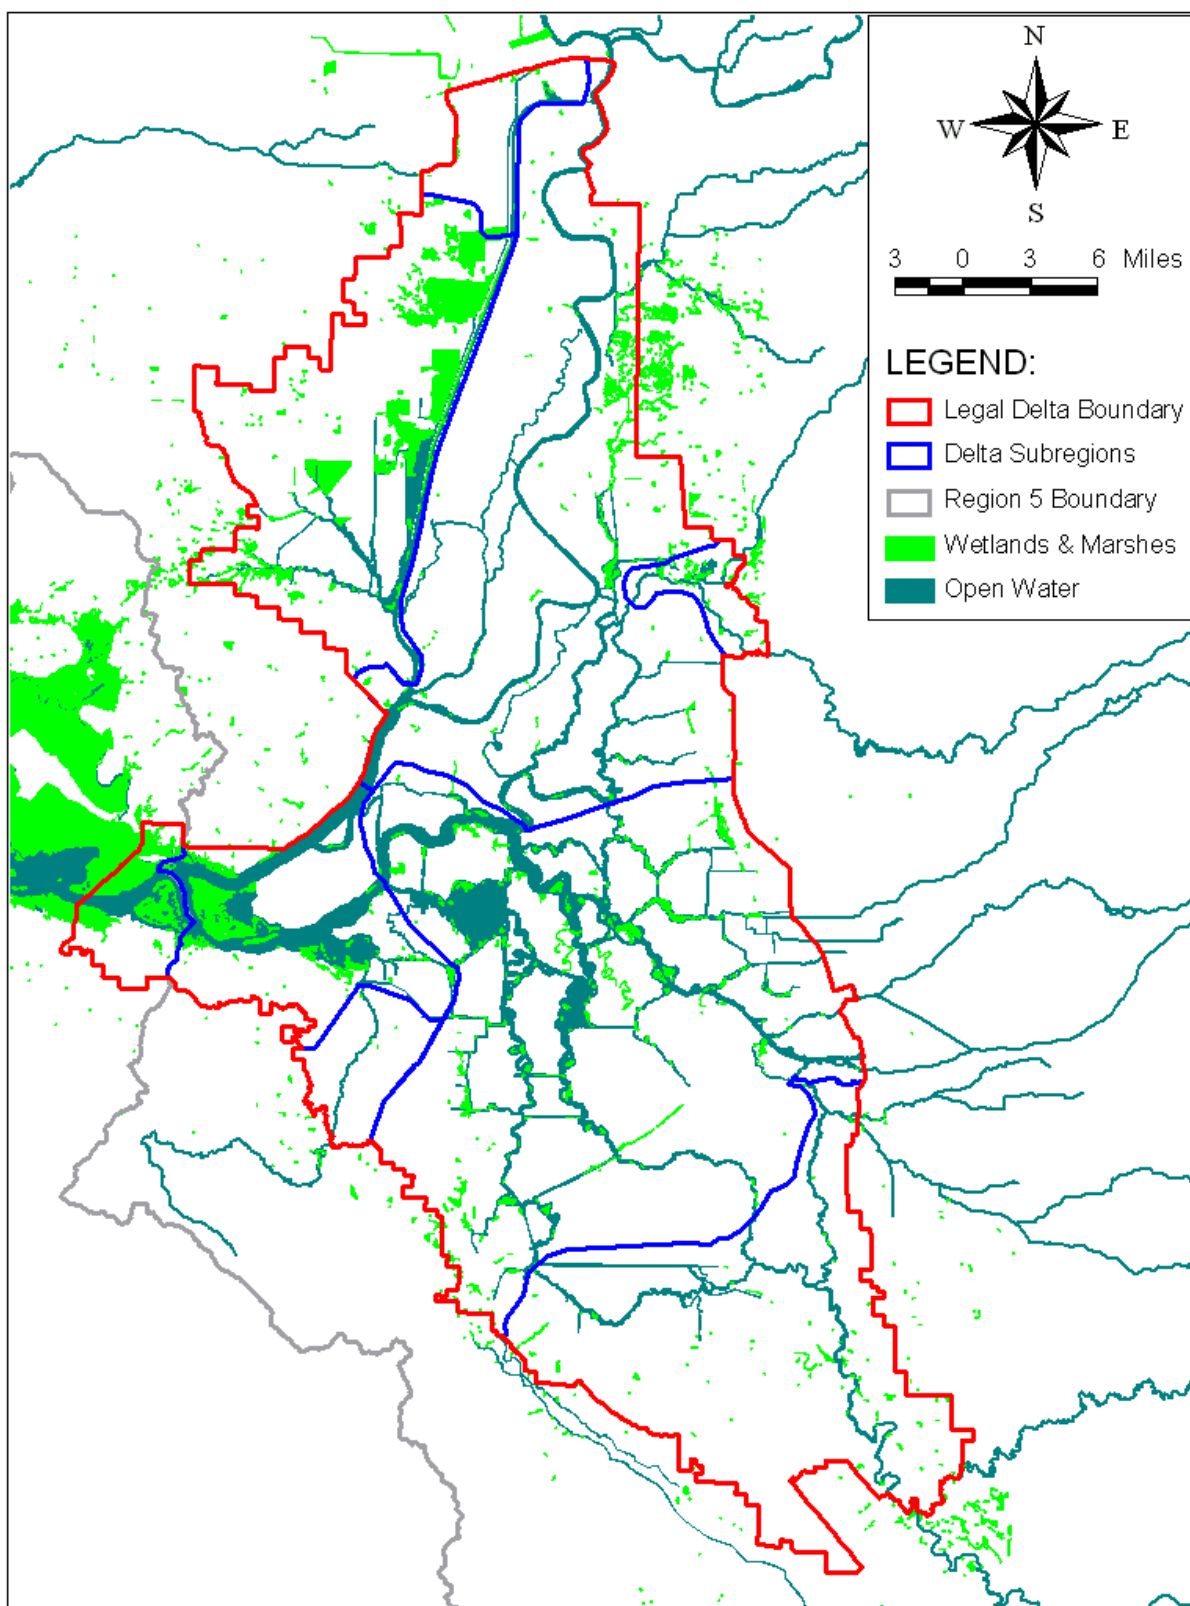 N
W E
S
3 0 3 6 Miles
LEGEND:
Legal Delta Boundary
Delta Subregions
Region 5 Boundary
Wetlands & Marshes
Open Water